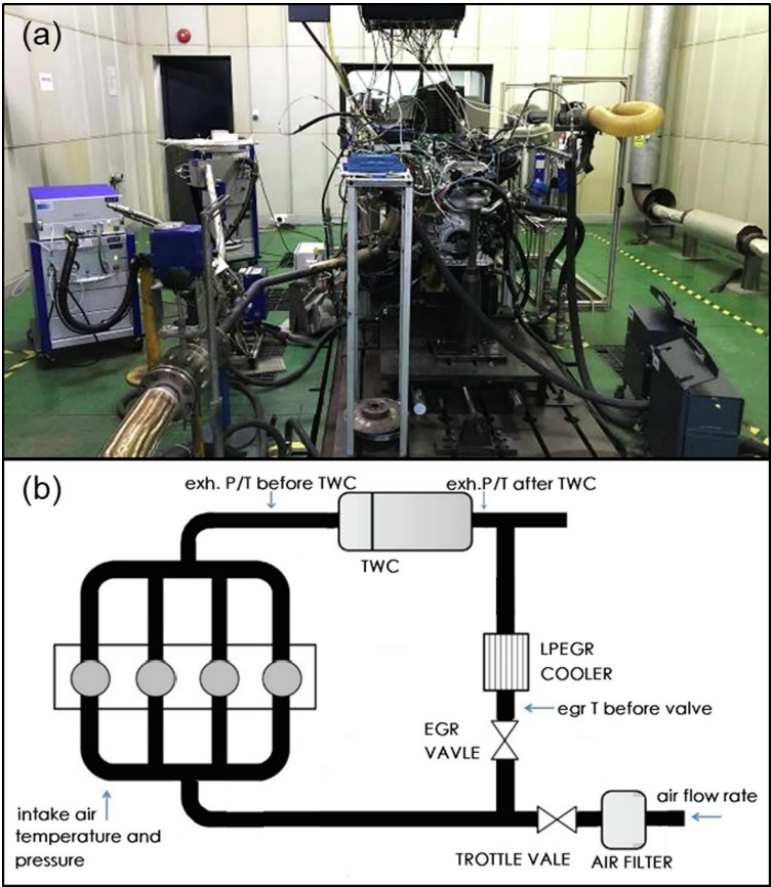 (a)
(b)
exh. P/T before TWC
exh.P/T after TWC
TWC
LPEGR
COOLER
egr T before valve
EGR
VAVLE
air flow rate
intake air
temperature and
pressure
TROTTLE VALE
AIR FILTER